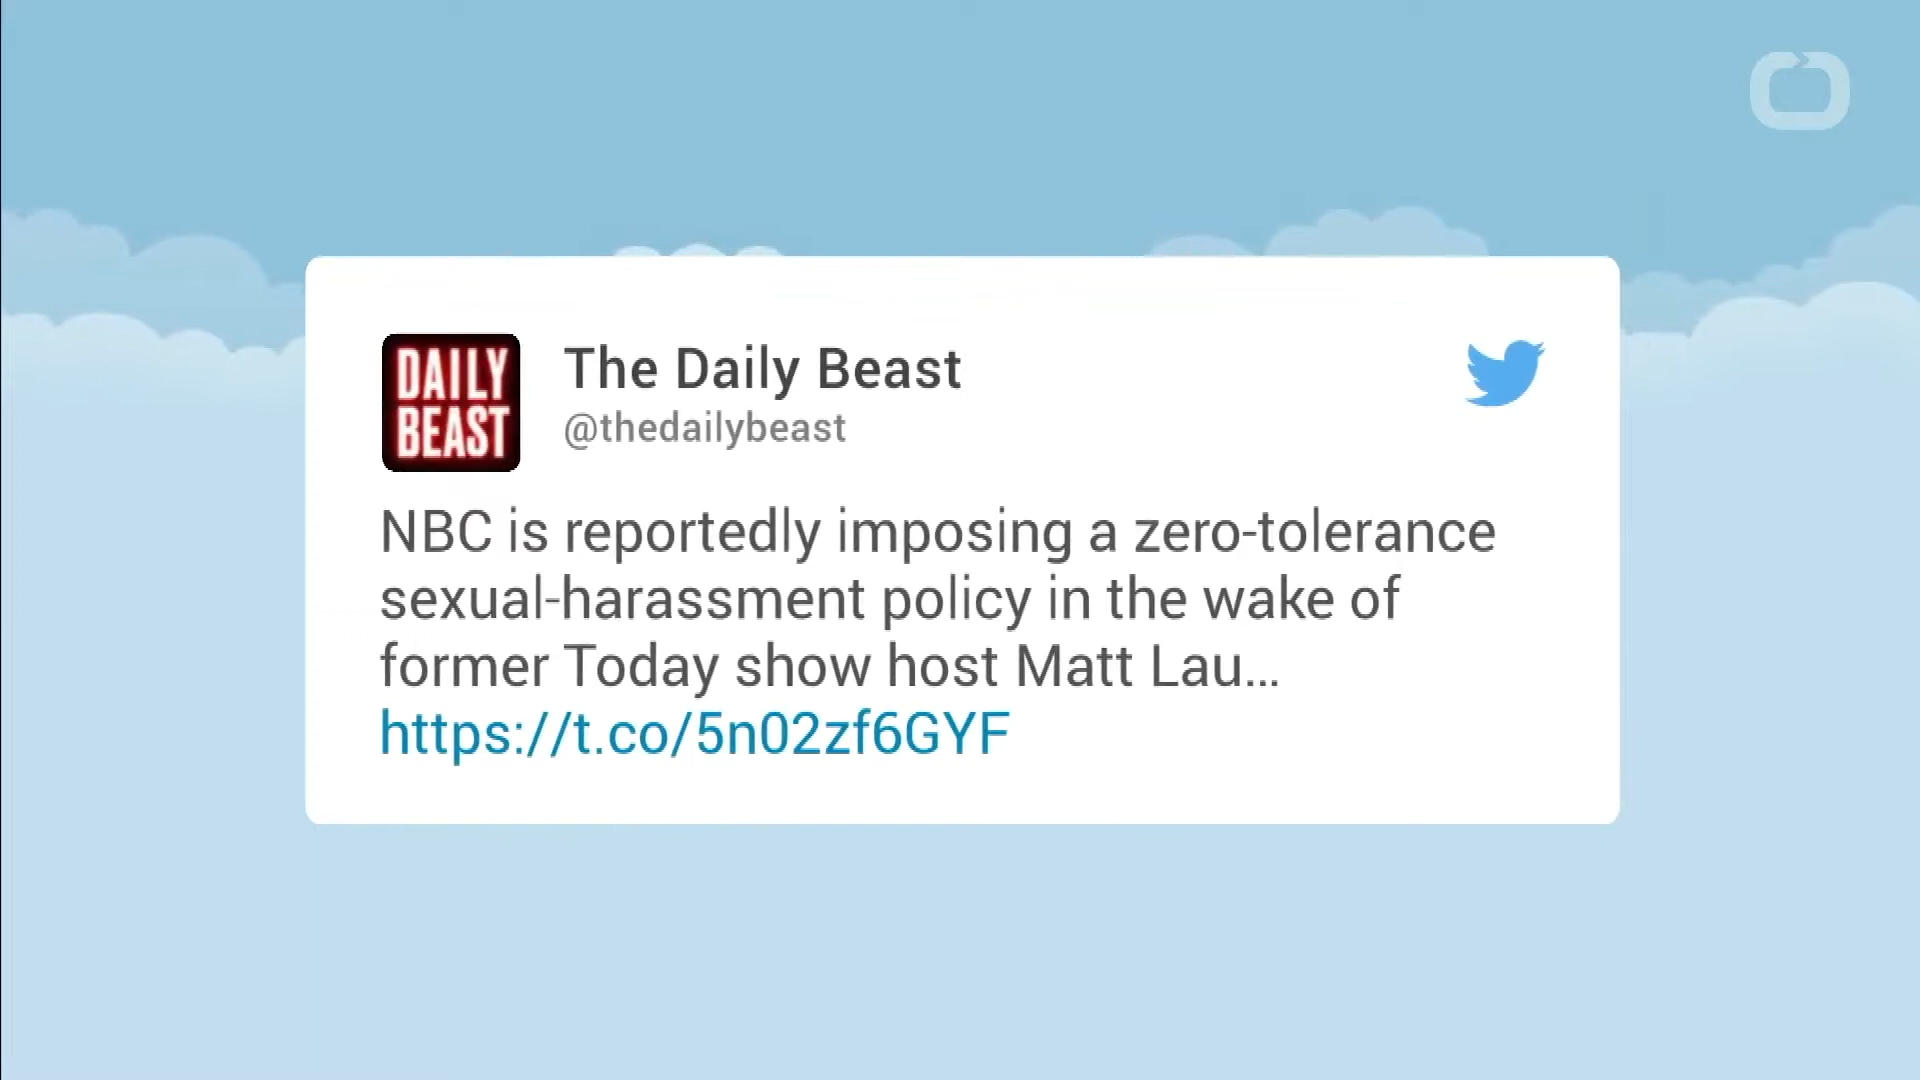 DAILY
BEAST
The Daily Beast
@thedailybeast
NBC is reportedly imposing a zero-tolerance
sexual-harassment policy in the wake of
former Today show host Matt Lau...
https://t.co/5n02zf6GYF